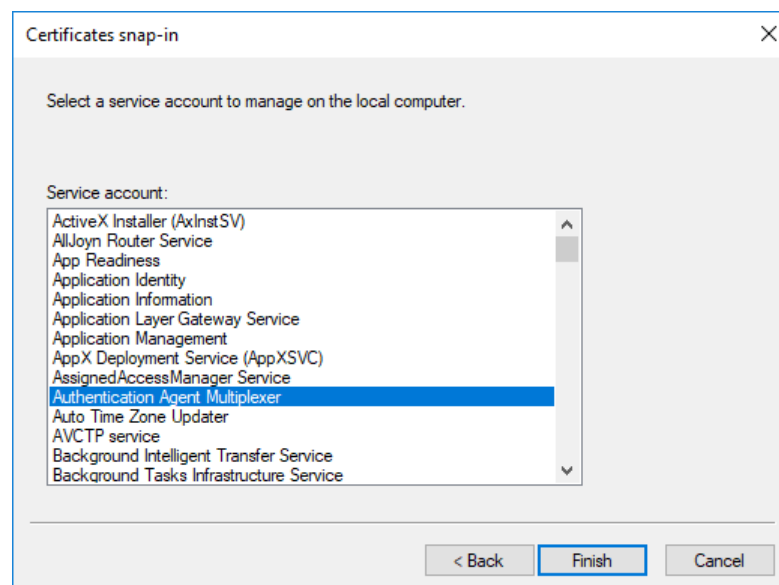 Certificates snap-in
Select a service account to manage on the local computer.
Service account:
ActiveX Installer (AxInstSV)
AllJoyn Router Service
App Readiness
Application Identity
Application Information
Application Layer Gateway Service
Application Management
AppX Deployment Service (AppXSVC)
AssignedAccessManager Service
Authentication Agent Multiplexer
Auto Time Zone Updater
AVCTP service
Background Intelligent Transfer Service
Background Tasks Infrastructure Service
< Back Finish Cancel